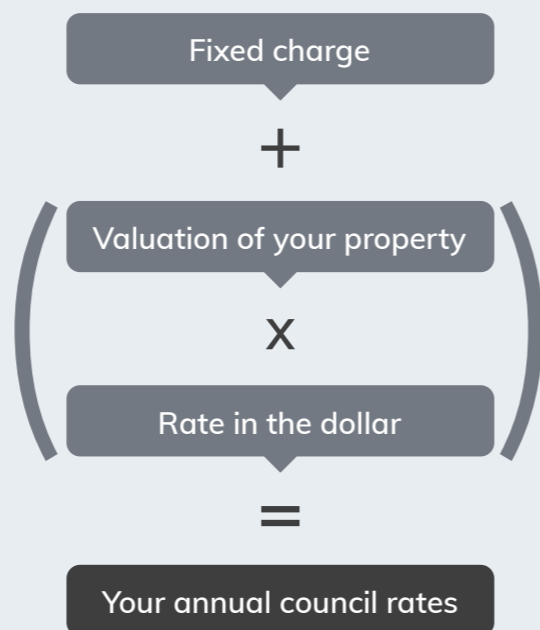 Fixed charge
+
Valuation of your property
x
Rate in the dollar
=
Your annual council rates